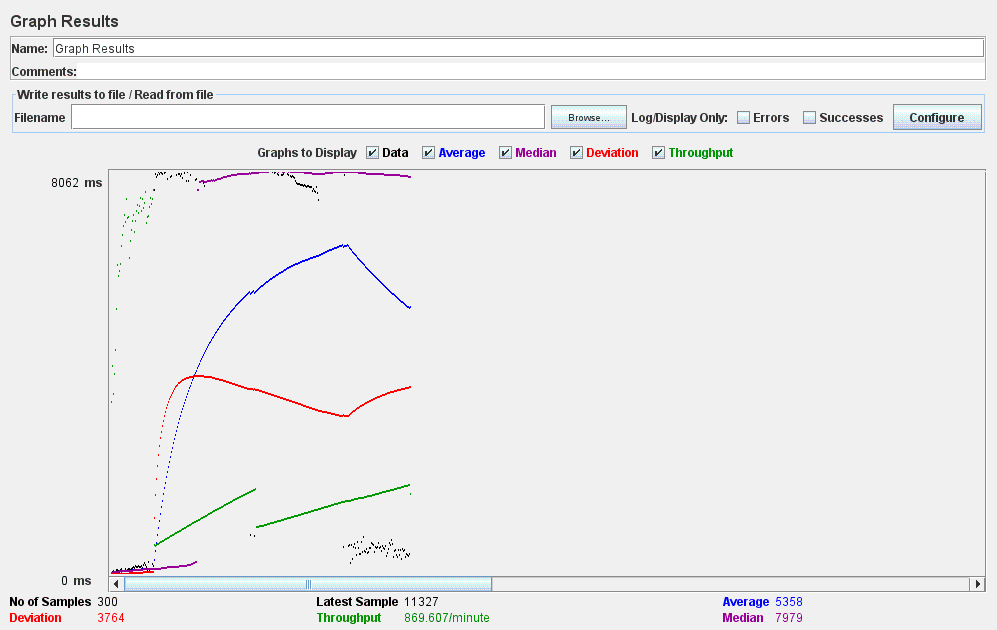 Graph Results
Name: Graph Results
Comments:
Write results to file / Read from file
Filename Browse... Log/Display Only: Errors Successes Configure
Graphs to Display Data Average Median Deviation Throughput
8062 ms
0 ms
No of Samples 300 Latest Sample 11327 Average 5358
Deviation 3764 Throughput 869.607/minute Median 7979